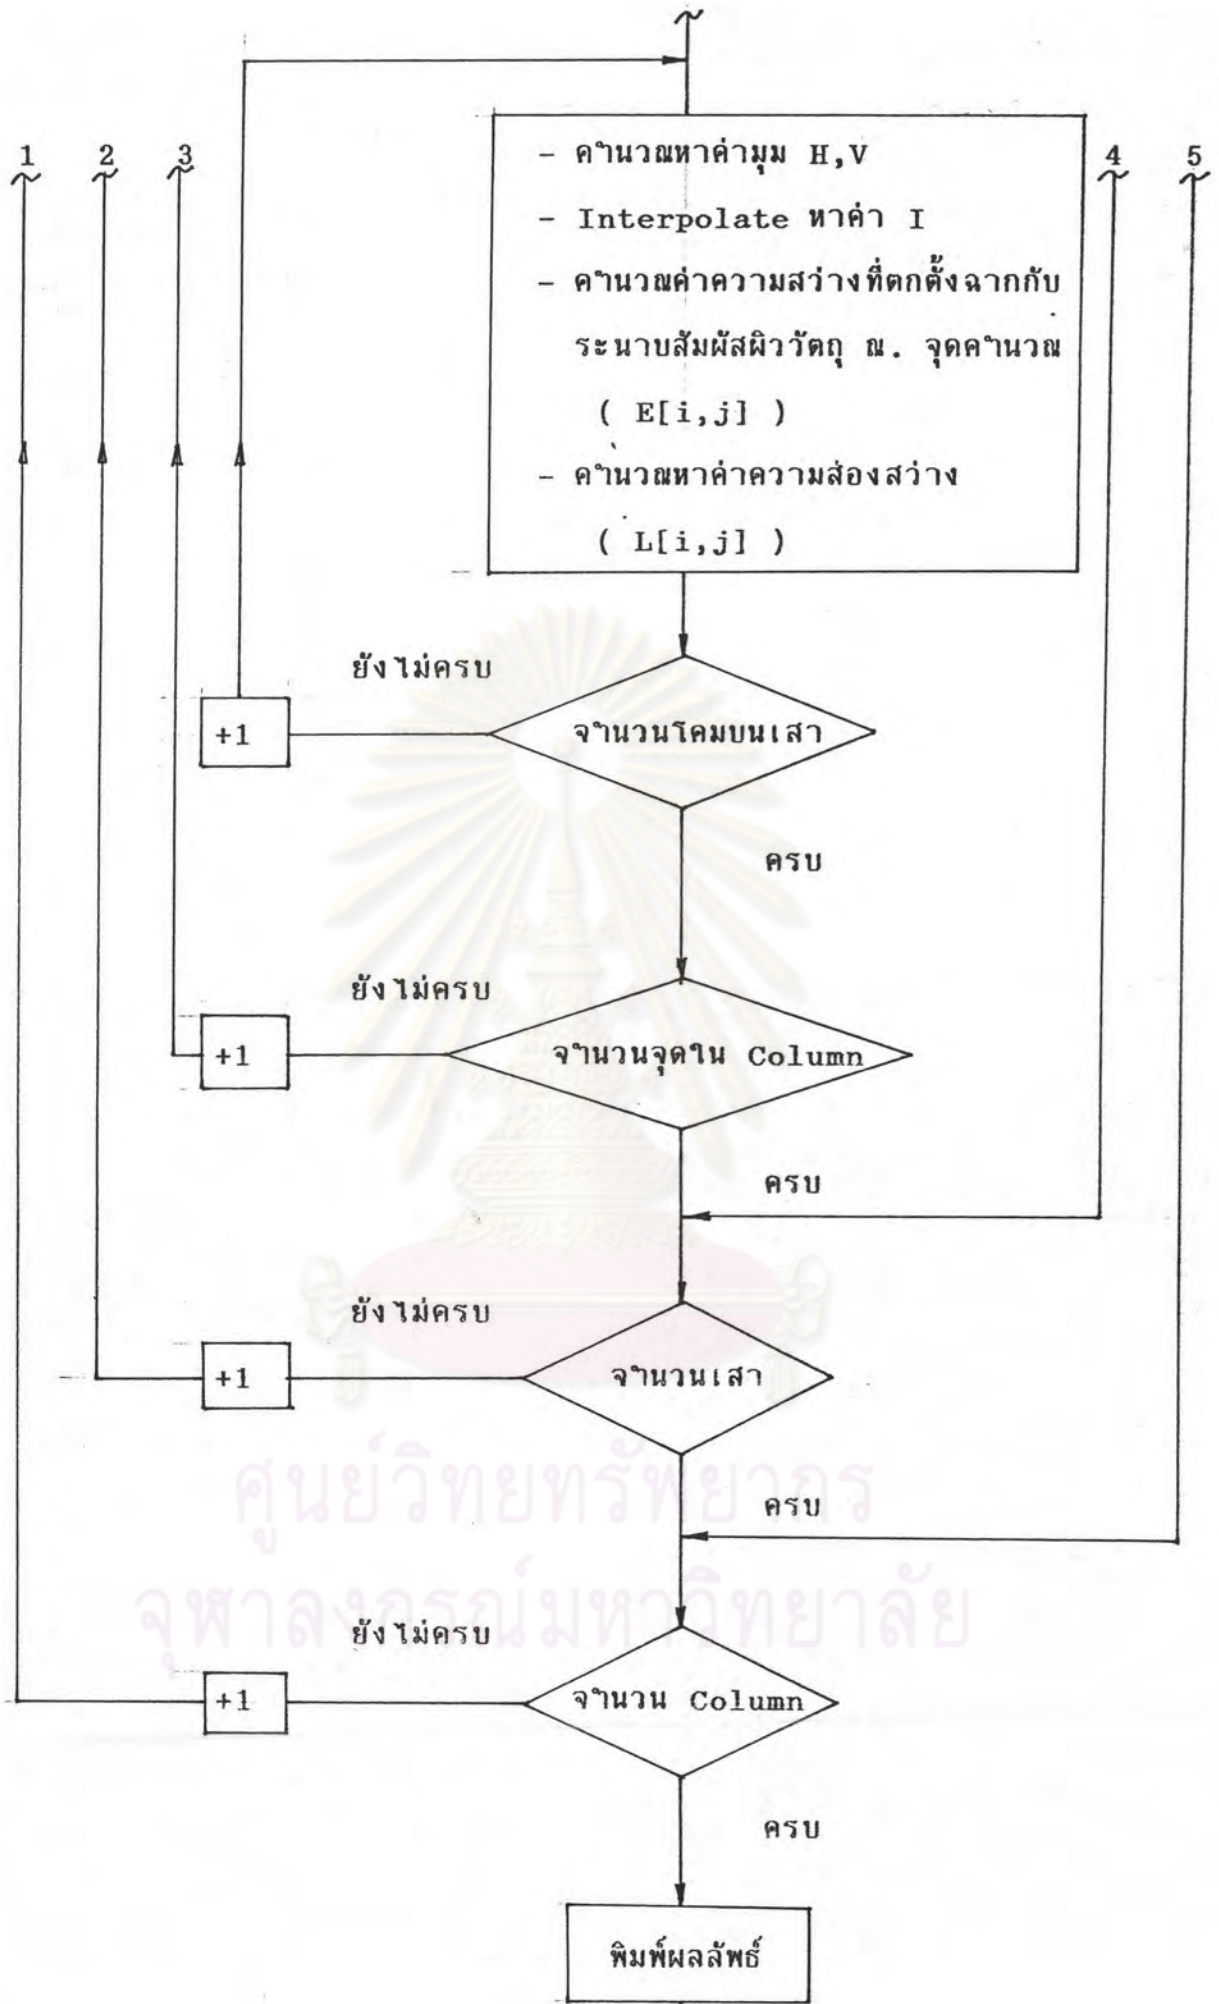 1 2 3 4 5
- คำนวณหาค่ามุม H,V
- Interpolate หาค่า I
- คำนวณค่าความสว่างที่ตกตั้งฉากกับ
ระนาบสัมผัสผิววัตถุ ณ. จุดคำนวณ
( E[i,j] )
- คำนวณหาค่าความส่องสว่าง
( L[i,j] )
ยังไม่ครบ
+1
จำนวนโคมบนเสา
ครบ
ยังไม่ครบ
+1
จำนวนจุดใน Column
ครบ
ยังไม่ครบ
+1
จำนวนเสา
ครบ
ศูนย์วิทยทรัพยากร
จุฬาลงกรณ์มหาวิทยาลัย
ยังไม่ครบ
+1
จำนวน Column
ครบ
พิมพ์ผลลัพธ์